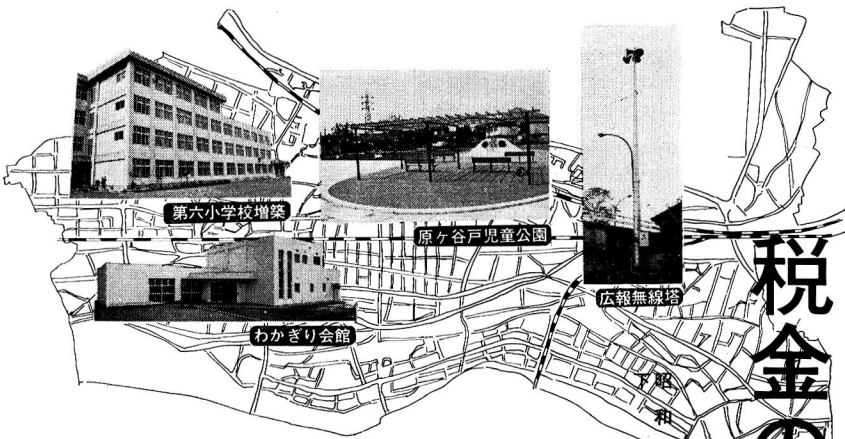 第六小学校増築
原ヶ谷戸児童公園
広報無線塔
わかぎり会館
税金の
昭和
下